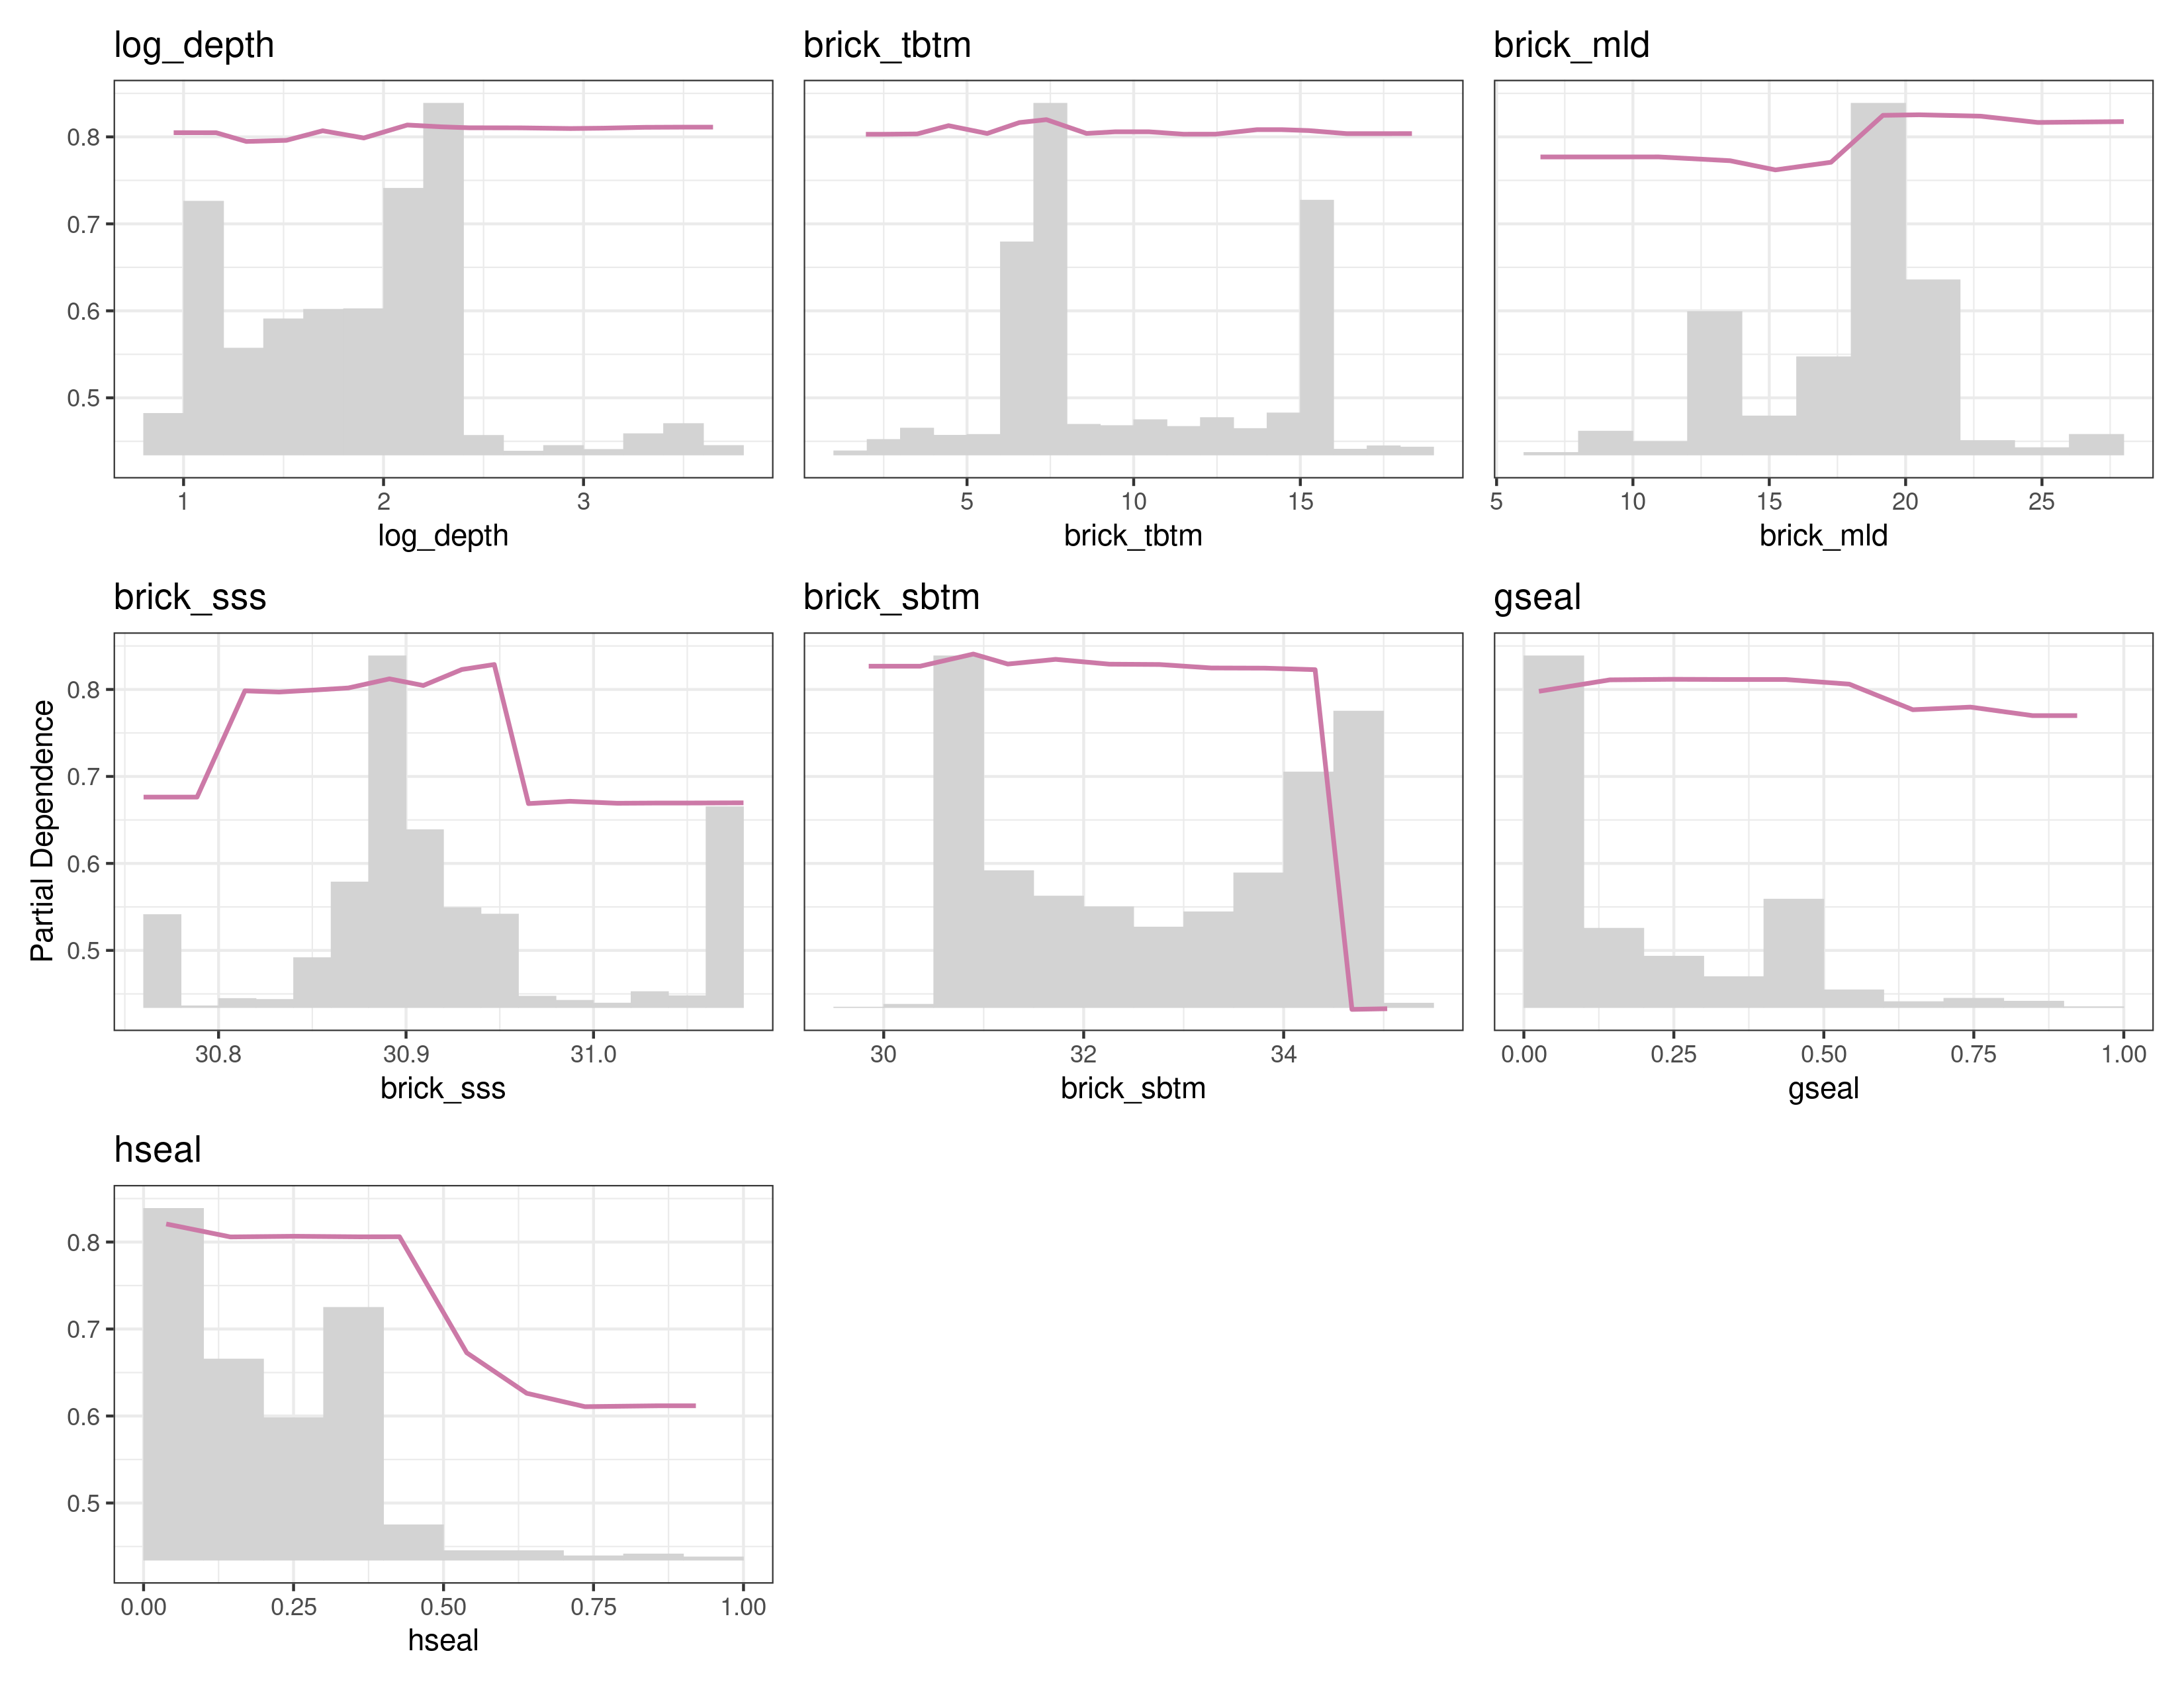 log_depth
brick_tbtm
brick_mld
0.8
0.7
0.6
0.5
1 2 3
5 10 15
5 10 15 20 25
log_depth
brick_tbtm
brick_mld
brick_sss
brick_sbtm
gseal
Partial Dependence
0.8
0.7
0.6
0.5
30.8 30.9 31.0
30 32 34
0.00 0.25 0.50 0.75 1.00
brick_sss
brick_sbtm
gseal
hseal
0.8
0.7
0.6
0.5
0.00 0.25 0.50 0.75 1.00
hseal